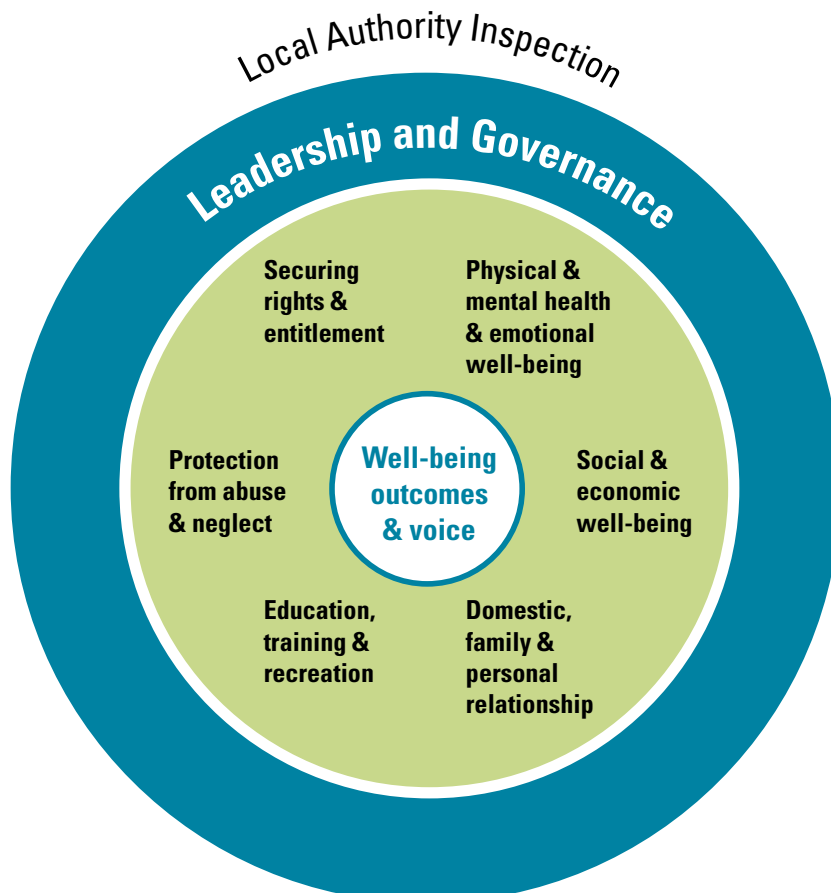 Local Authority Inspection
Leadership and Governance
Securing
rights &
entitlement
Physical &
mental health
& emotional
well-being
Protection
from abuse
& neglect
Well-being
outcomes
& voice
Social &
economic
well-being
Education,
training &
recreation
Domestic,
family &
personal
relationship